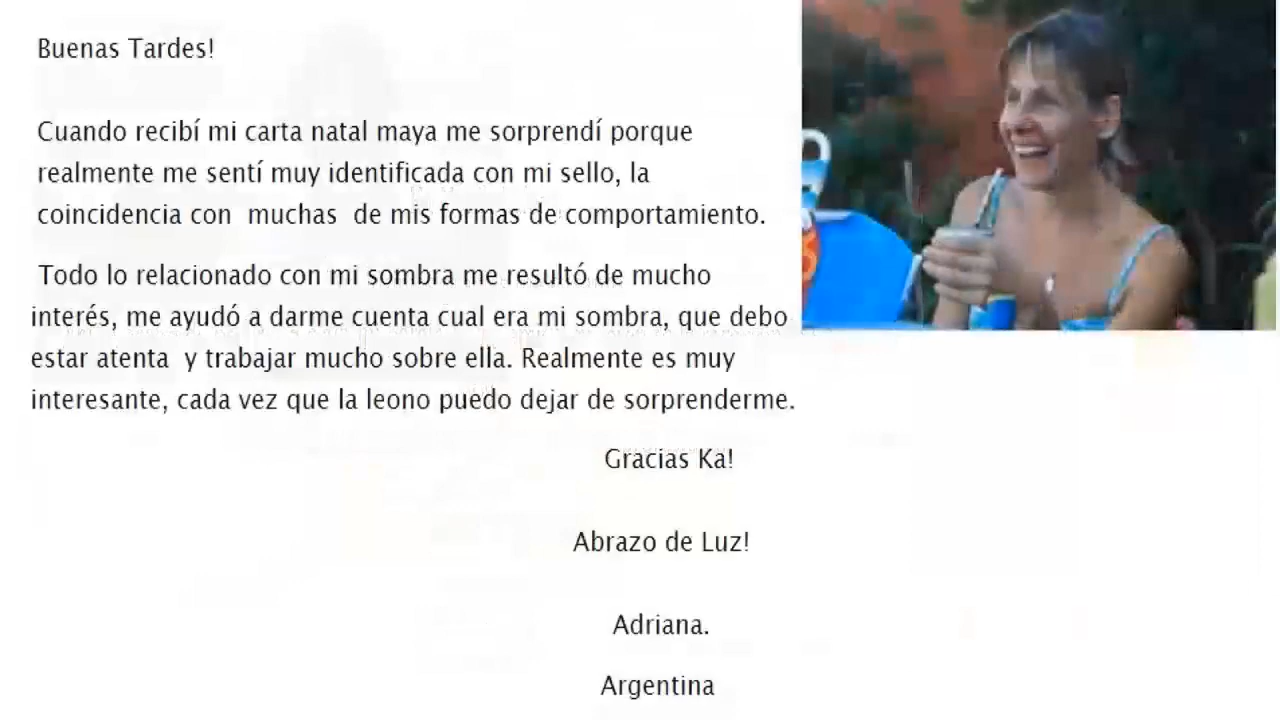 Buenas Tardes!
Cuando recibí mi carta natal maya me sorprendí porque
realmente me sentí muy identificada con mi sello, la
coincidencia con muchas de mis formas de comportamiento.
Todo lo relacionado con mi sombra me resultó de mucho
interés, me ayudó a darme cuenta cual era mi sombra, que debo
estar atenta y trabajar mucho sobre ella. Realmente es muy
interesante, cada vez que la leono puedo dejar de sorprenderme.
Gracias Ka!
Abrazo de Luz!
Adriana.
Argentina